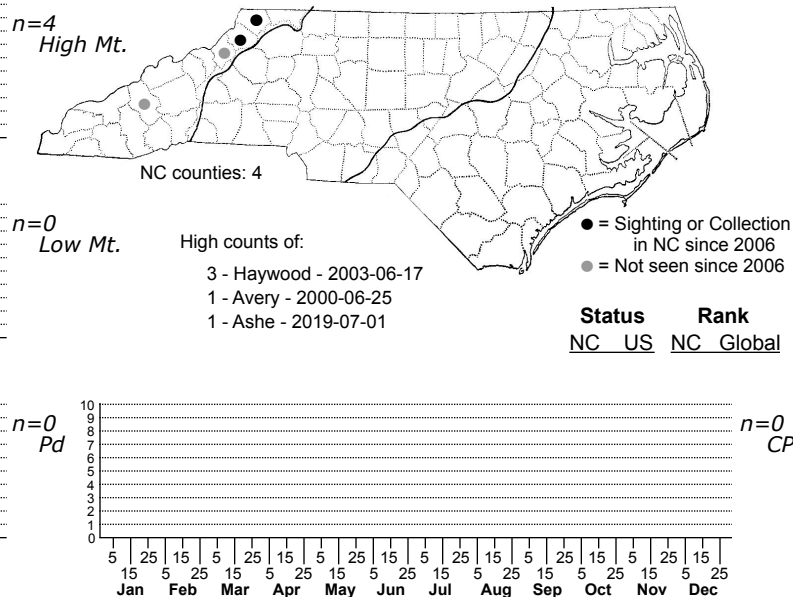 n=4
High Mt.
NC counties: 4
n=0
Low Mt.
High counts of:
3 - Haywood - 2003-06-17
1 - Avery - 2000-06-25
1 - Ashe - 2019-07-01
● = Sighting or Collection
in NC since 2006
● = Not seen since 2006
Status Rank
NC US NC Global
n=0
Pd
10
9
8
7
6
5
4
3
2
1
0
n=0
CP
5 25 15 5 25 15 5 25 15 5 25 15 5 25 15 5 25 15
15 5 25 15 5 25 15 5 25 15 5 25 15 5 25 15 5 25
Jan Feb Mar Apr May Jun Jul Aug Sep Oct Nov Dec